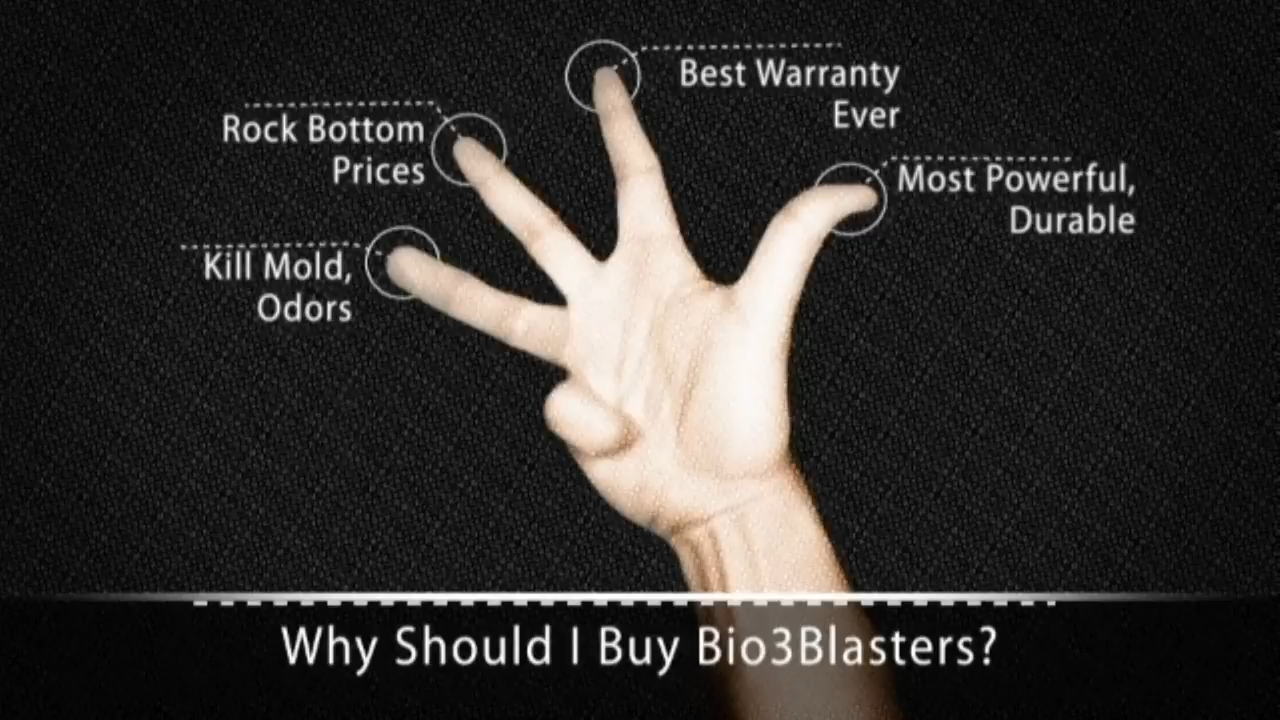 Best Warranty
Ever
Rock Bottom
Prices
Most Powerful,
Durable
Kill Mold,
Odors
Why Should I Buy Bio3Blasters?